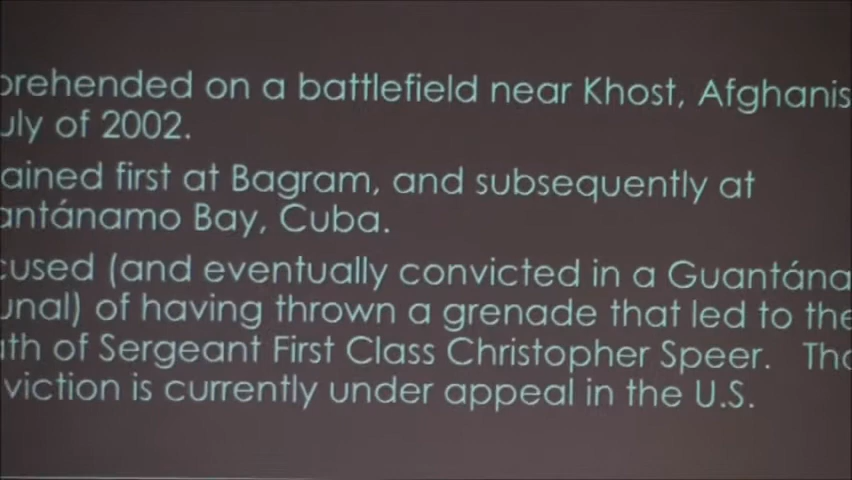 prehended on a battlefield near Khost, Afghanis
uly of 2002.
ained first at Bagram, and subsequently at
antánamo Bay, Cuba.
cused (and eventually convicted in a Guantána
unal) of having thrown a grenade that led to the
ath of Sergeant First Class Christopher Speer. Tha
viction is currently under appeal in the U.S.